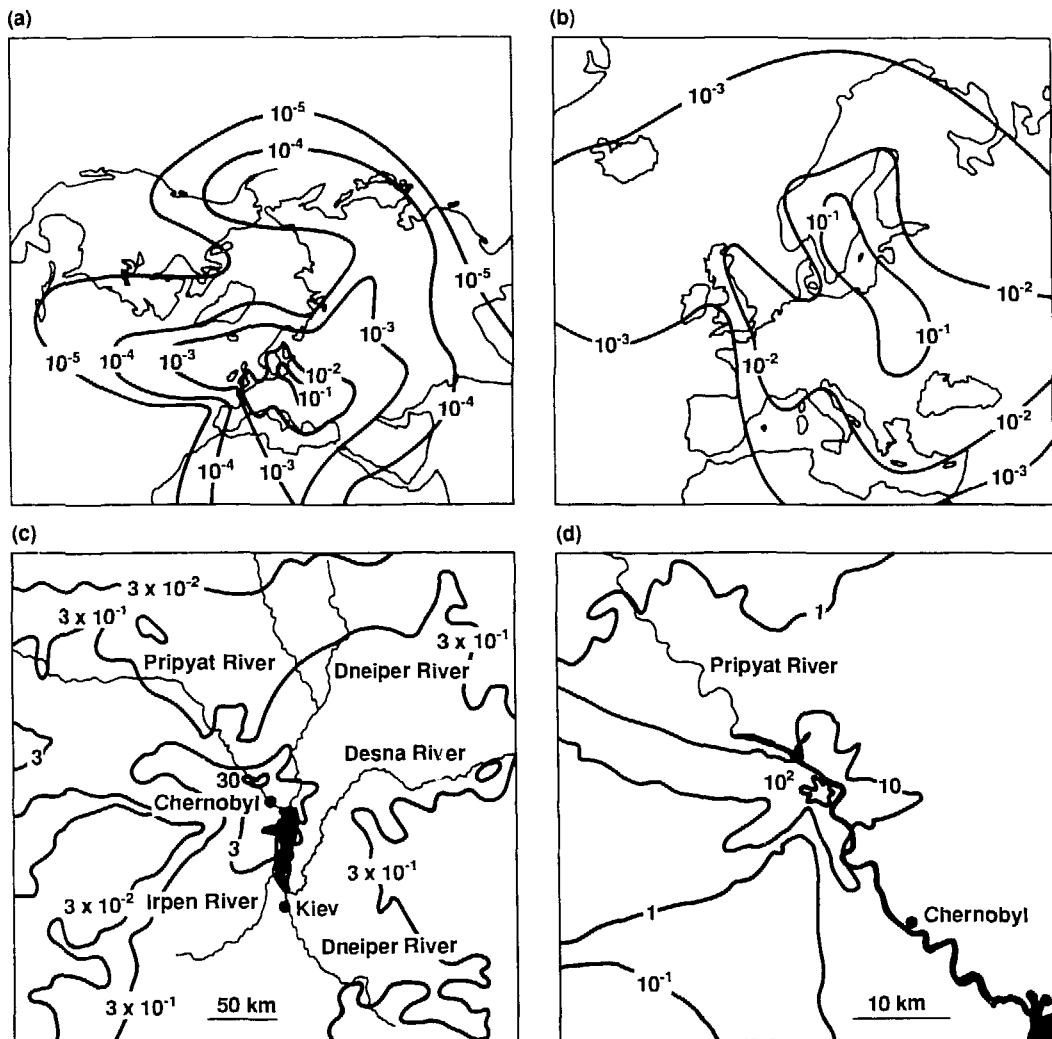 (a)
10⁻⁵
10⁻⁴
10⁻⁵
10⁻⁵
10⁻⁴
10⁻³
10⁻³
10⁻²
10⁻¹
10⁻⁴
10⁻⁴
10⁻³
(b)
10⁻³
10⁻¹
10⁻²
10⁻³
10⁻¹
10⁻²
10⁻²
10⁻³
(c)
3 x 10⁻²
3 x 10⁻¹
3 x 10⁻¹
Pripyat River
Dneiper River
3
Desna River
30
Chernobyl
3
3 x 10⁻¹
3 x 10⁻²
Irpen River
Kiev
Dneiper River
3 x 10⁻¹
50 km
(d)
1
Pripyat River
10²
10
1
Chernobyl
10⁻¹
10 km